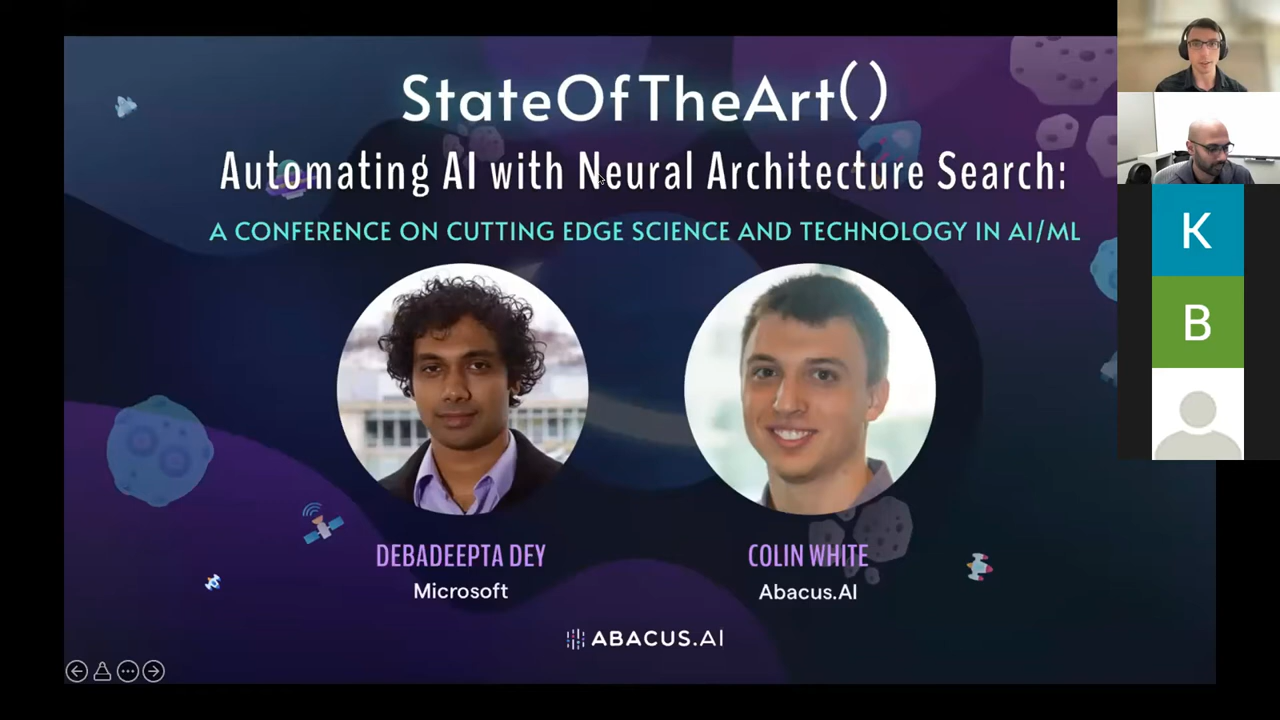 StateOfTheArt()
Automating AI with Neural Architecture Search:
A CONFERENCE ON CUTTING EDGE SCIENCE AND TECHNOLOGY IN AI/ML
DEBADEEPTA DEY
Microsoft
COLIN WHITE
Abacus.AI
ABACUS.AI
K
B